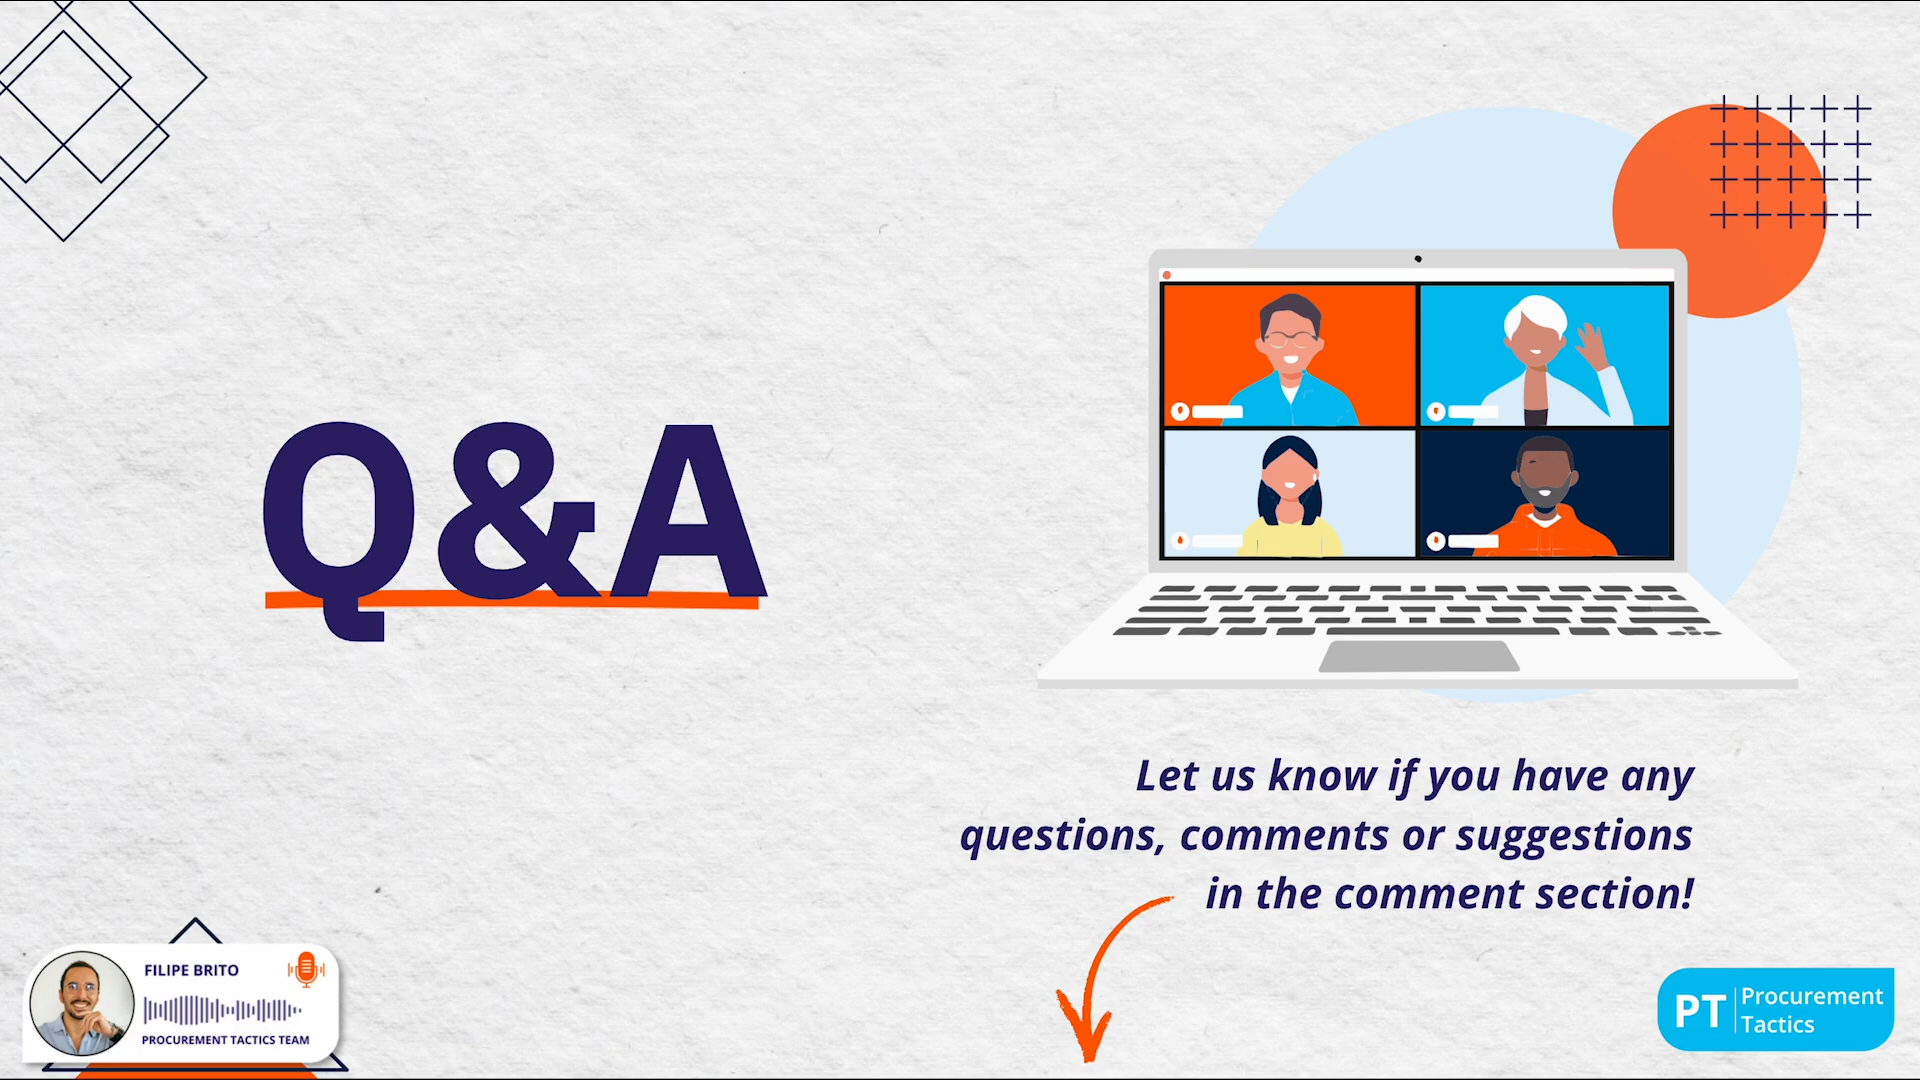 Q&A
Let us know if you have any
questions, comments or suggestions
in the comment section!
FILIPE BRITO
PROCUREMENT TACTICS TEAM
PT
Procurement
Tactics